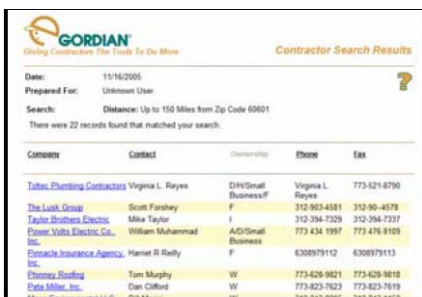 GORDIAN
Giving Contractors The Tools To Do More
Contractor Search Results
Date: 11/16/2005
Prepared For: Unknown User
Search: Distance: Up to 150 Miles from Zip Code 60601
There were 22 records found that matched your search:
Company Contact Ownership Phone Fax
Toltec Plumbing Contractors Virginia L. Reyes D/H/Small Business/F Virginia L. Reyes 773-521-8790
The Lusk Group Scott Forshey F 312-903-4581 312-90--4578
Taylor Brothers Electric Mike Taylor I 312-394-7329 312-394-7337
Power Volts Electric Co., Inc. William Muhammad A/D/Small Business 773 434 1997 773 476 8109
Pinnacle Insurance Agency, Inc. Harriet R Reilly F 6308979112 6308979113
Phinney Roofing Tom Murphy W 773-628-9821 773-628-9818
Pete Miller, Inc. Dan Clifford W 773-823-7623 773-823-7619